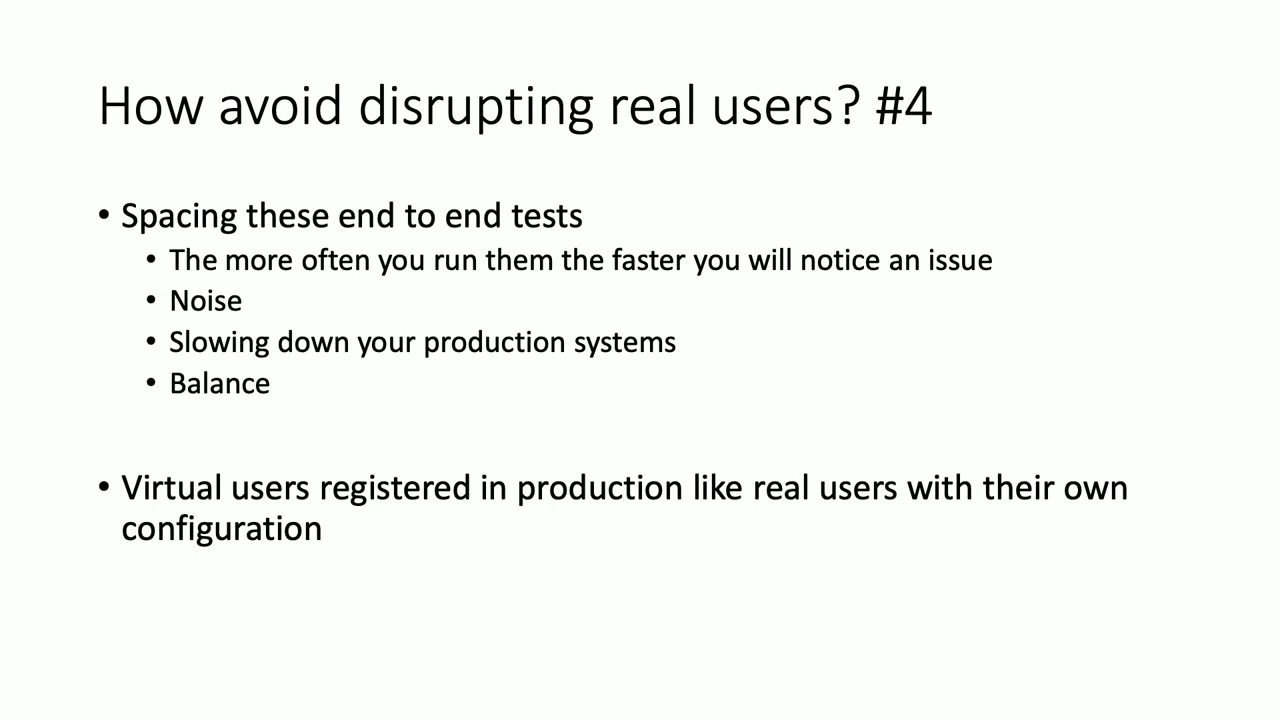 How avoid disrupting real users? #4
• Spacing these end to end tests
• The more often you run them the faster you will notice an issue
• Noise
• Slowing down your production systems
• Balance
• Virtual users registered in production like real users with their own
configuration